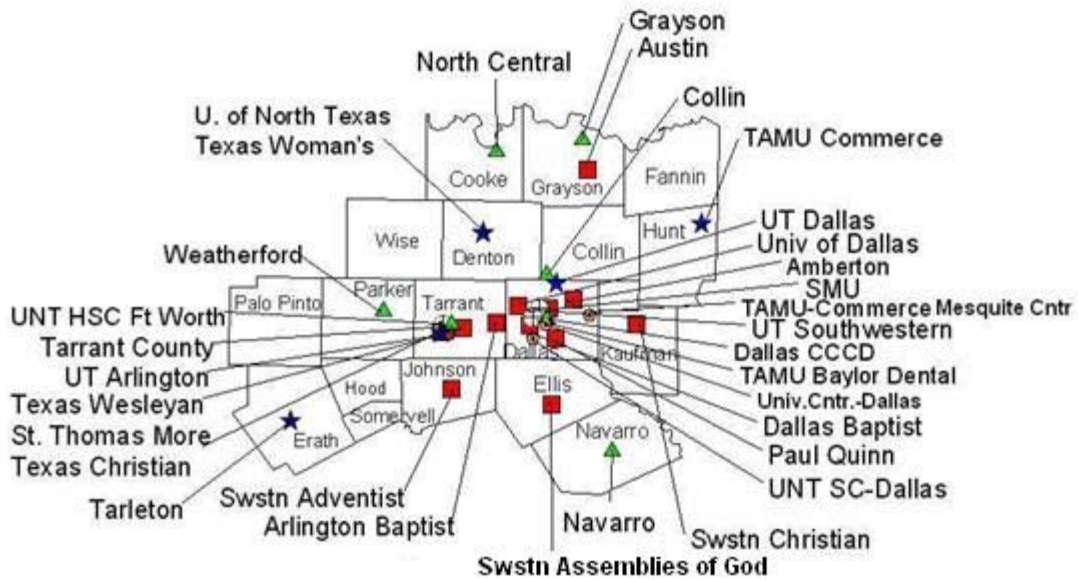 Grayson
Austin
North Central
Collin
U. of North Texas
Texas Woman's
TAMU Commerce
Cooke
Grayson
Fannin
UT Dallas
Hunt
Univ of Dallas
Wise
Denton
Collin
Weatherford
Amberton
SMU
Parker
Palo Pinto
Tarrant
TAMU-Commerce Mesquite Cntr
UNT HSC Ft Worth
UT Southwestern
Tarrant County
Dallas
Kaufman
Dallas CCCD
UT Arlington
Johnson
TAMU Baylor Dental
Hood
Ellis
Texas Wesleyan
Univ.Cntr.-Dallas
Somervell
Dallas Baptist
St. Thomas More
Erath
Navarro
Texas Christian
Paul Quinn
UNT SC-Dallas
Tarleton
Swstn Adventist
Arlington Baptist
Navarro
Swstn Christian
Swstn Assemblies of God